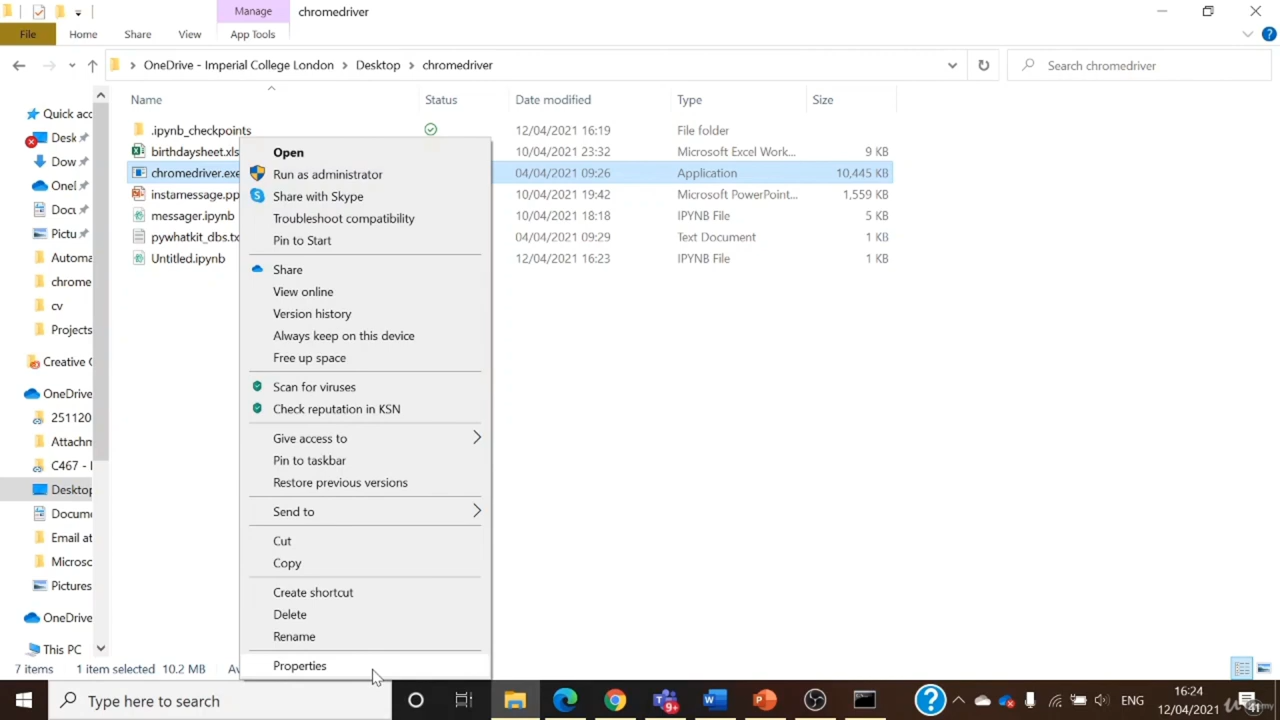 Manage
chromedriver
File
Home
Share
View
App Tools
OneDrive - Imperial College London
Desktop
chromedriver
Search chromedriver
Name
Status
Date modified
Type
Size
.ipynb_checkpoints
12/04/2021 16:19
File folder
birthdaysheet.xls
10/04/2021 23:32
Microsoft Excel Work...
9 KB
chromedriver.exe
04/04/2021 09:26
Application
10,445 KB
instamessage.pp
10/04/2021 19:42
Microsoft PowerPoint...
1,559 KB
messager.ipynb
10/04/2021 18:18
IPYNB File
5 KB
pywhatkit_dbs.tx
04/04/2021 09:29
Text Document
1 KB
Untitled.ipynb
12/04/2021 16:23
IPYNB File
1 KB
Quick acc
Desk
Dow
Onel
Docu
Pictu
Automa
chrome
cv
Projects
Creative C
OneDrive
251120
Attachm
C467 - I
Desktop
Docum
Email at
Microso
Pictures
OneDrive
This PC
Open
Run as administrator
Share with Skype
Troubleshoot compatibility
Pin to Start
Share
View online
Version history
Always keep on this device
Free up space
Scan for viruses
Check reputation in KSN
Give access to
Pin to taskbar
Restore previous versions
Send to
Cut
Copy
Create shortcut
Delete
Rename
Properties
7 items
1 item selected 10.2 MB
Av
Type here to search
9+
ENG
16:24
12/04/2021
41